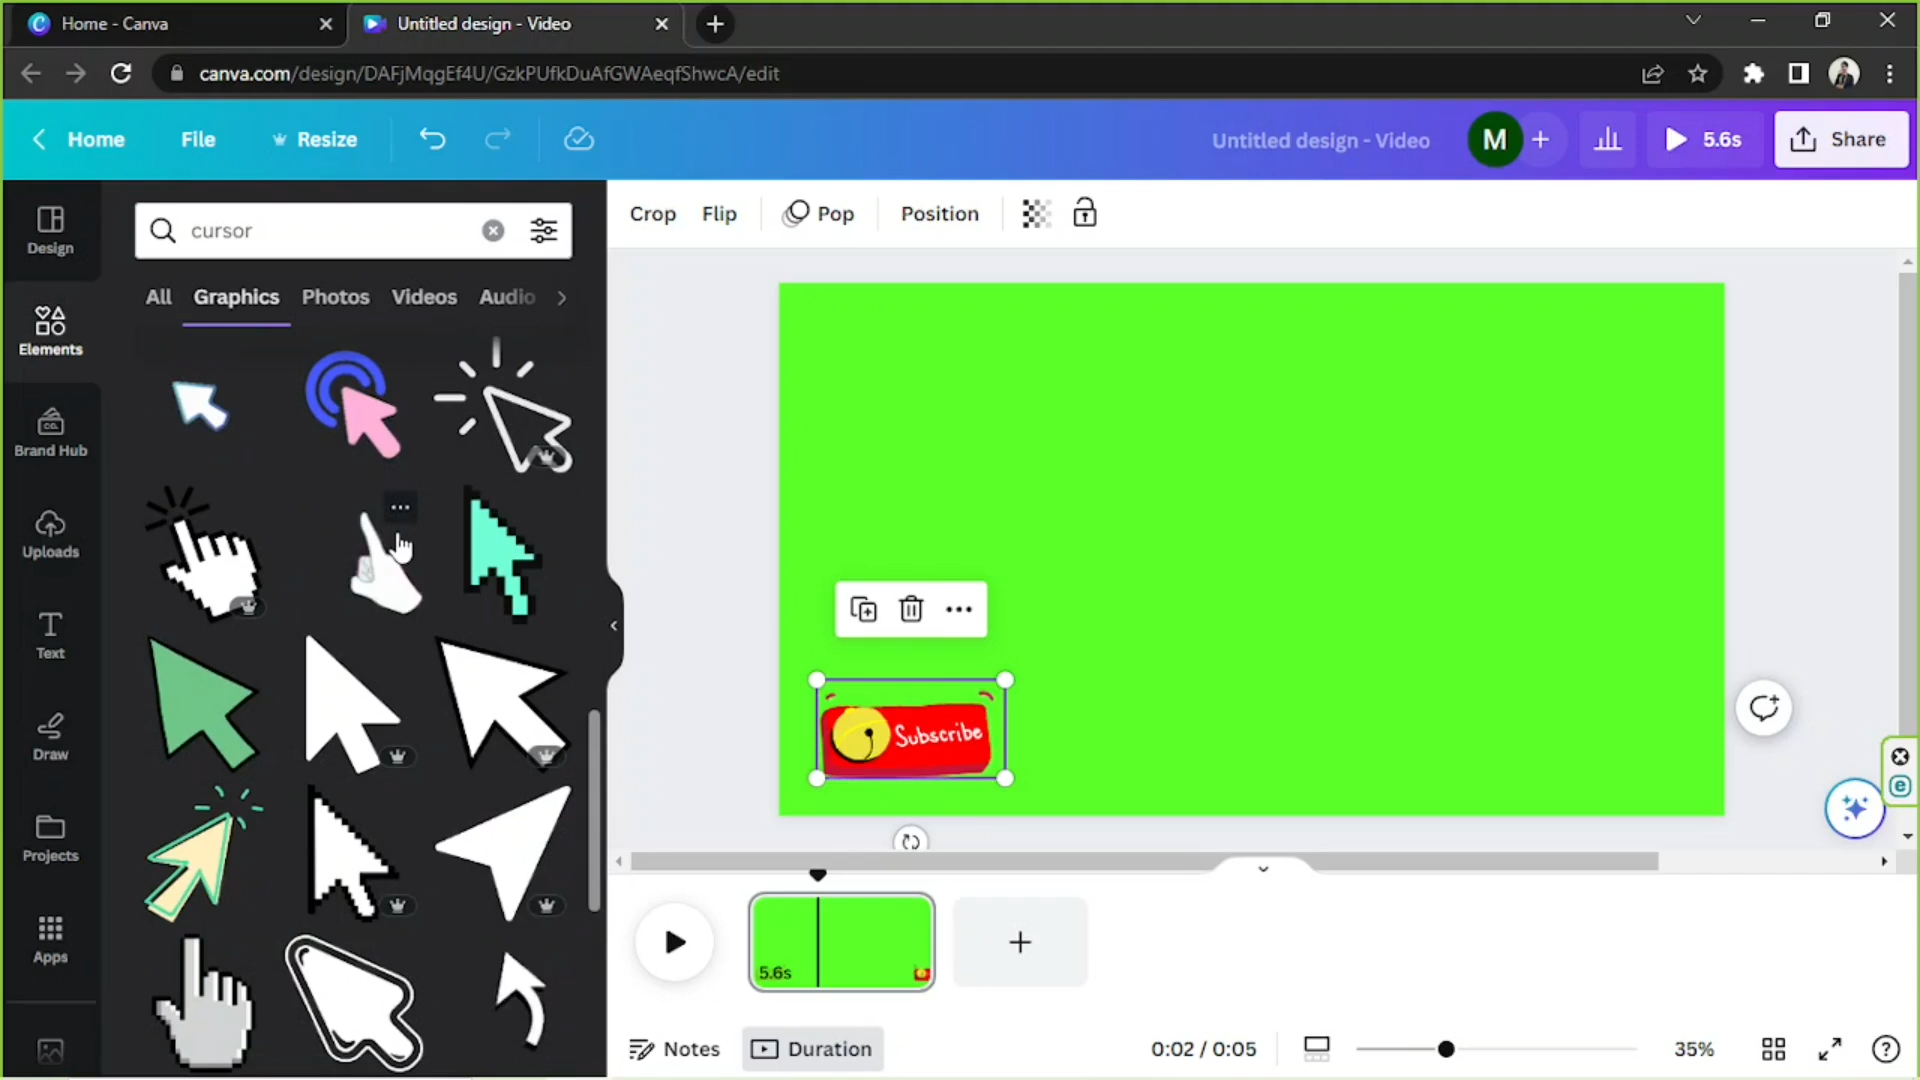 Home - Canva
Untitled design - Video
canva.com/design/DAFjMqgEf4U/GzkPUfkDuAfGWAeqfShwcA/edit
Home
File
Resize
Untitled design - Video
M
5.6s
Share
Design
Elements
Brand Hub
Uploads
Text
Draw
Projects
Apps
cursor
All
Graphics
Photos
Videos
Audio
Crop
Flip
Pop
Position
Subscribe
5.6s
Notes
Duration
0:02 / 0:05
35%